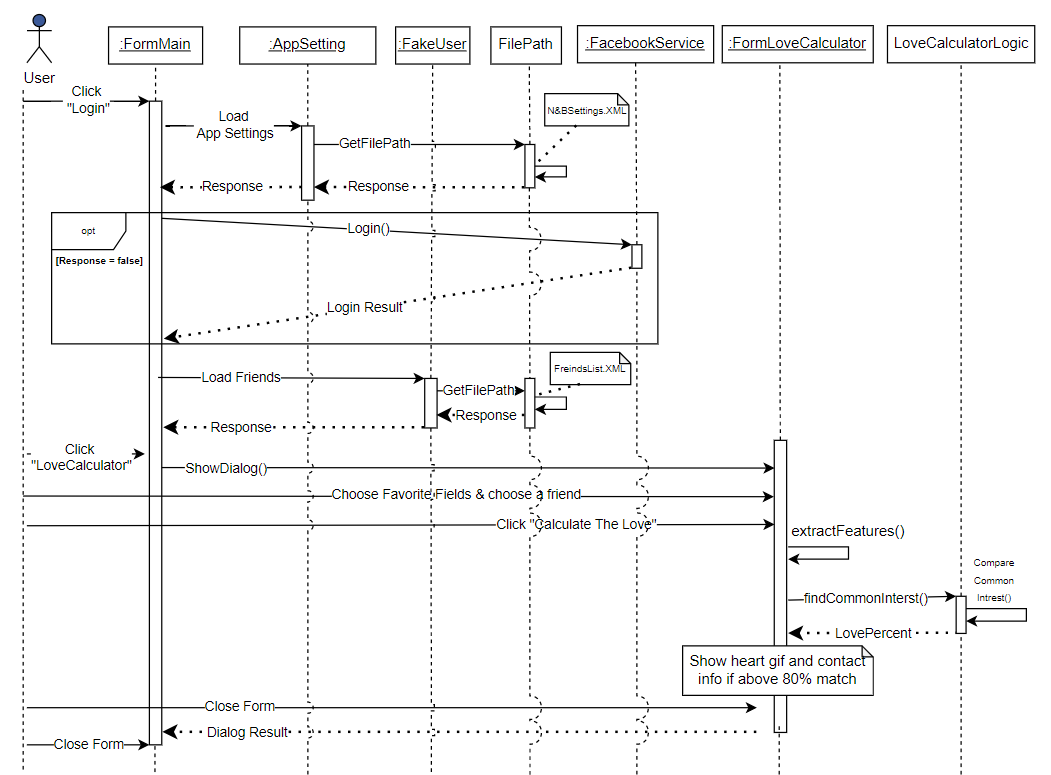 User
:FormMain
:AppSetting
:FakeUser
FilePath
:FacebookService
:FormLoveCalculator
LoveCalculatorLogic
Click
"Login"
Load
App Settings
N&BSettings.XML
GetFilePath
Response
Response
opt
[Response = false]
Login()
Login Result
FreindsList.XML
Load Friends
GetFilePath
Response
Response
Click
"LoveCalculator"
ShowDialog()
Choose Favorite Fields & choose a friend
Click "Calculate The Love"
extractFeatures()
Compare
Common
Intrest()
findCommonInterst()
LovePercent
Show heart gif and contact
info if above 80% match
Close Form
Dialog Result
Close Form